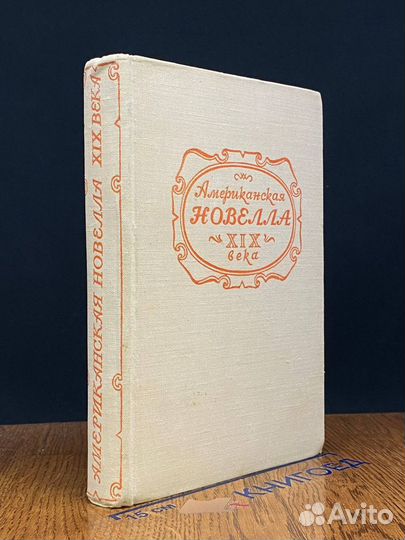 АМЕРИКАНСКАЯ НОВЕЛЛА XIX ВЕКА
Американская
НОВЕЛЛА
XIX
века
15 см
КНИГОЕД
Avito